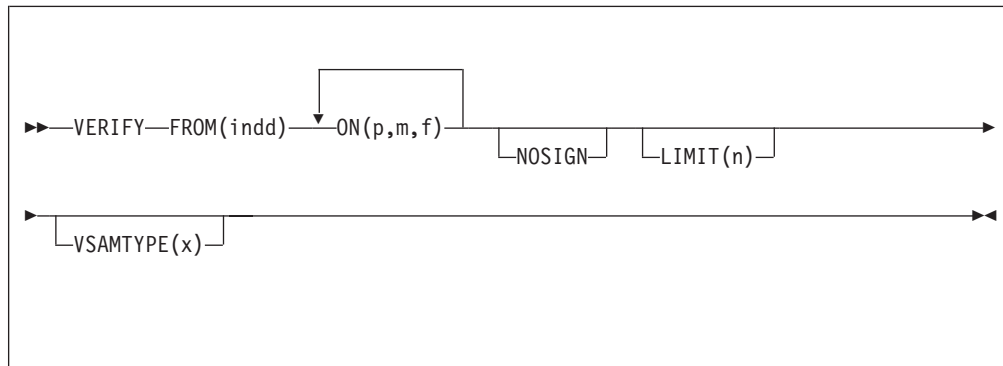 VERIFY FROM(indd) ON(p,m,f)
NOSIGN LIMIT(n)
VSAMTYPE(x)